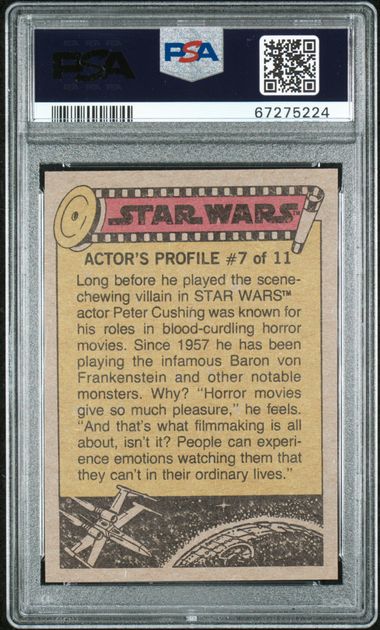 PSA
PSA
67275224
STAR WARS™
ACTOR'S PROFILE #7 of 11
Long before he played the scene-
chewing villain in STAR WARS™
actor Peter Cushing was known for
his roles in blood-curdling horror
movies. Since 1957 he has been
playing the infamous Baron von
Frankenstein and other notable
monsters. Why? "Horror movies
give so much pleasure," he feels.
"And that's what filmmaking is all
about, isn't it? People can experi-
ence emotions watching them that
they can't in their ordinary lives."